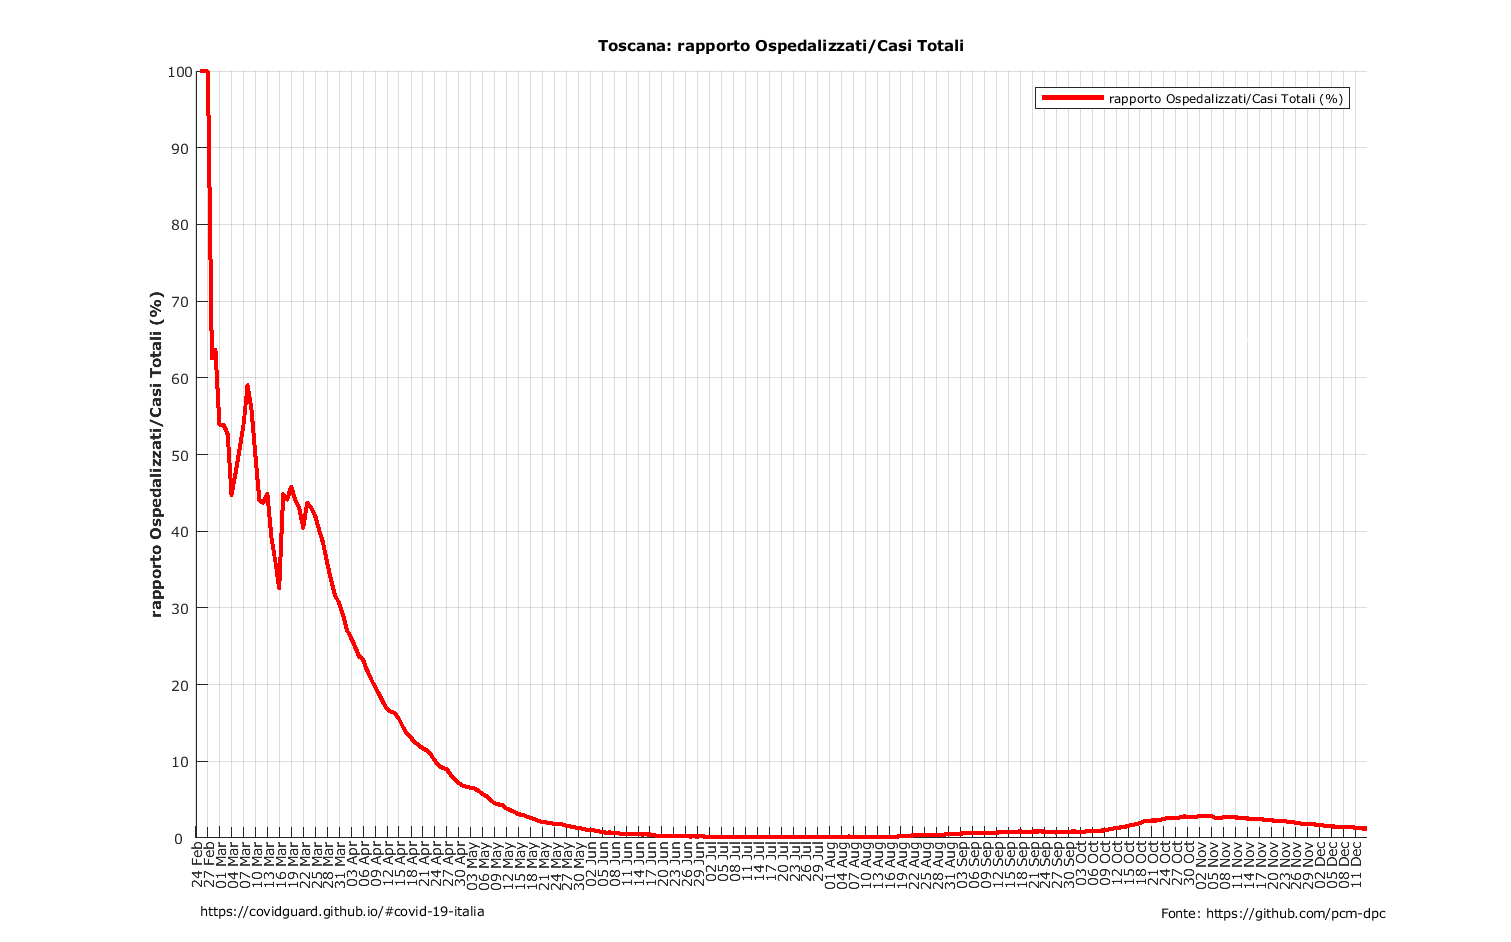 Toscana: rapporto Ospedalizzati/Casi Totali
rapporto Ospedalizzati/Casi Totali (%)
rapporto Ospedalizzati/Casi Totali (%)
100
90
80
70
60
50
40
30
20
10
0
24 Feb
27 Feb
01 Mar
04 Mar
07 Mar
10 Mar
13 Mar
16 Mar
19 Mar
22 Mar
25 Mar
28 Mar
31 Mar
03 Apr
06 Apr
09 Apr
12 Apr
15 Apr
18 Apr
21 Apr
24 Apr
27 Apr
30 Apr
03 May
06 May
09 May
12 May
15 May
18 May
21 May
24 May
27 May
30 May
02 Jun
05 Jun
08 Jun
11 Jun
14 Jun
17 Jun
20 Jun
23 Jun
26 Jun
29 Jun
02 Jul
05 Jul
08 Jul
11 Jul
14 Jul
17 Jul
20 Jul
23 Jul
26 Jul
29 Jul
01 Aug
04 Aug
07 Aug
10 Aug
13 Aug
16 Aug
19 Aug
22 Aug
25 Aug
28 Aug
31 Aug
03 Sep
06 Sep
09 Sep
12 Sep
15 Sep
18 Sep
21 Sep
24 Sep
27 Sep
30 Sep
03 Oct
06 Oct
09 Oct
12 Oct
15 Oct
18 Oct
21 Oct
24 Oct
27 Oct
30 Oct
02 Nov
05 Nov
08 Nov
11 Nov
14 Nov
17 Nov
20 Nov
23 Nov
26 Nov
29 Nov
02 Dec
05 Dec
08 Dec
11 Dec
https://covidguard.github.io/#covid-19-italia
Fonte: https://github.com/pcm-dpc